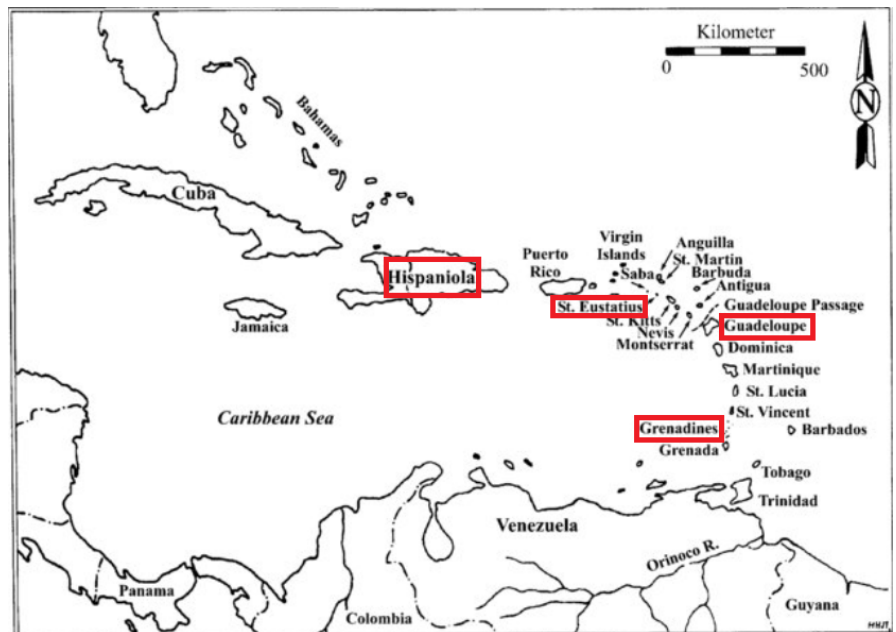 Kilometer
0 500
N
Bahamas
Cuba
Virgin
Islands
Anguilla
St. Martin
Puerto
Rico
Saba
Barbuda
Hispaniola
Antigua
St. Eustatius
Guadeloupe Passage
St. Kitts
Jamaica
Nevis
Guadeloupe
Montserrat
Dominica
Martinique
St. Lucia
Caribbean Sea
St. Vincent
Grenadines
Barbados
Grenada
Tobago
Trinidad
Venezuela
Orinoco R.
Panama
Colombia
Guyana